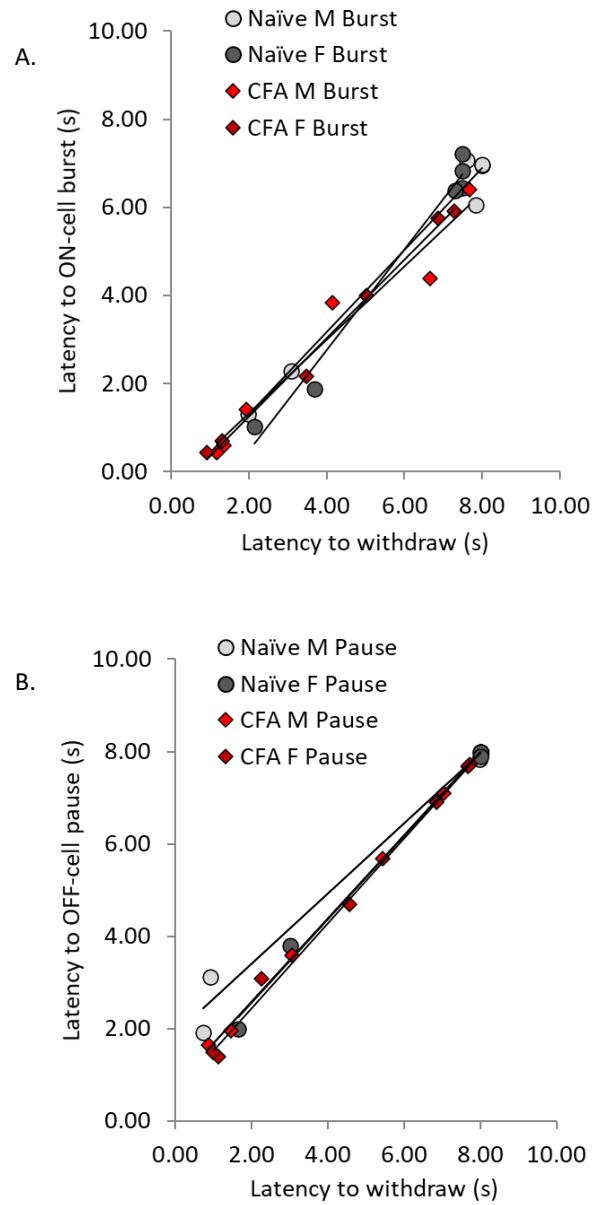 A.
Naïve M Burst
Naïve F Burst
CFA M Burst
CFA F Burst
Latency to ON-cell burst (s)
10.00
8.00
6.00
4.00
2.00
0.00
0.00 2.00 4.00 6.00 8.00 10.00
Latency to withdraw (s)
B.
Naïve M Pause
Naïve F Pause
CFA M Pause
CFA F Pause
Latency to OFF-cell pause (s)
10.00
8.00
6.00
4.00
2.00
0.00
0.00 2.00 4.00 6.00 8.00 10.00
Latency to withdraw (s)